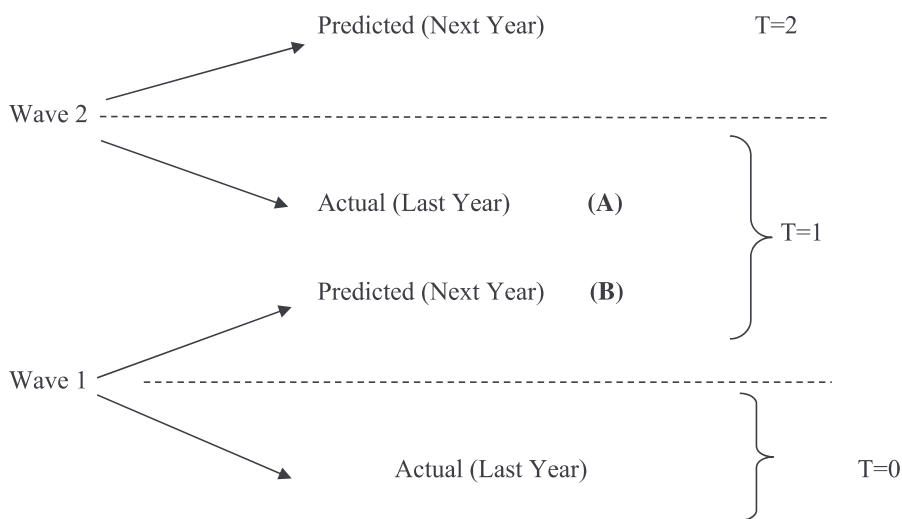 Predicted (Next Year) T=2
Wave 2
Actual (Last Year) (A)
T=1
Predicted (Next Year) (B)
Wave 1
Actual (Last Year) T=0